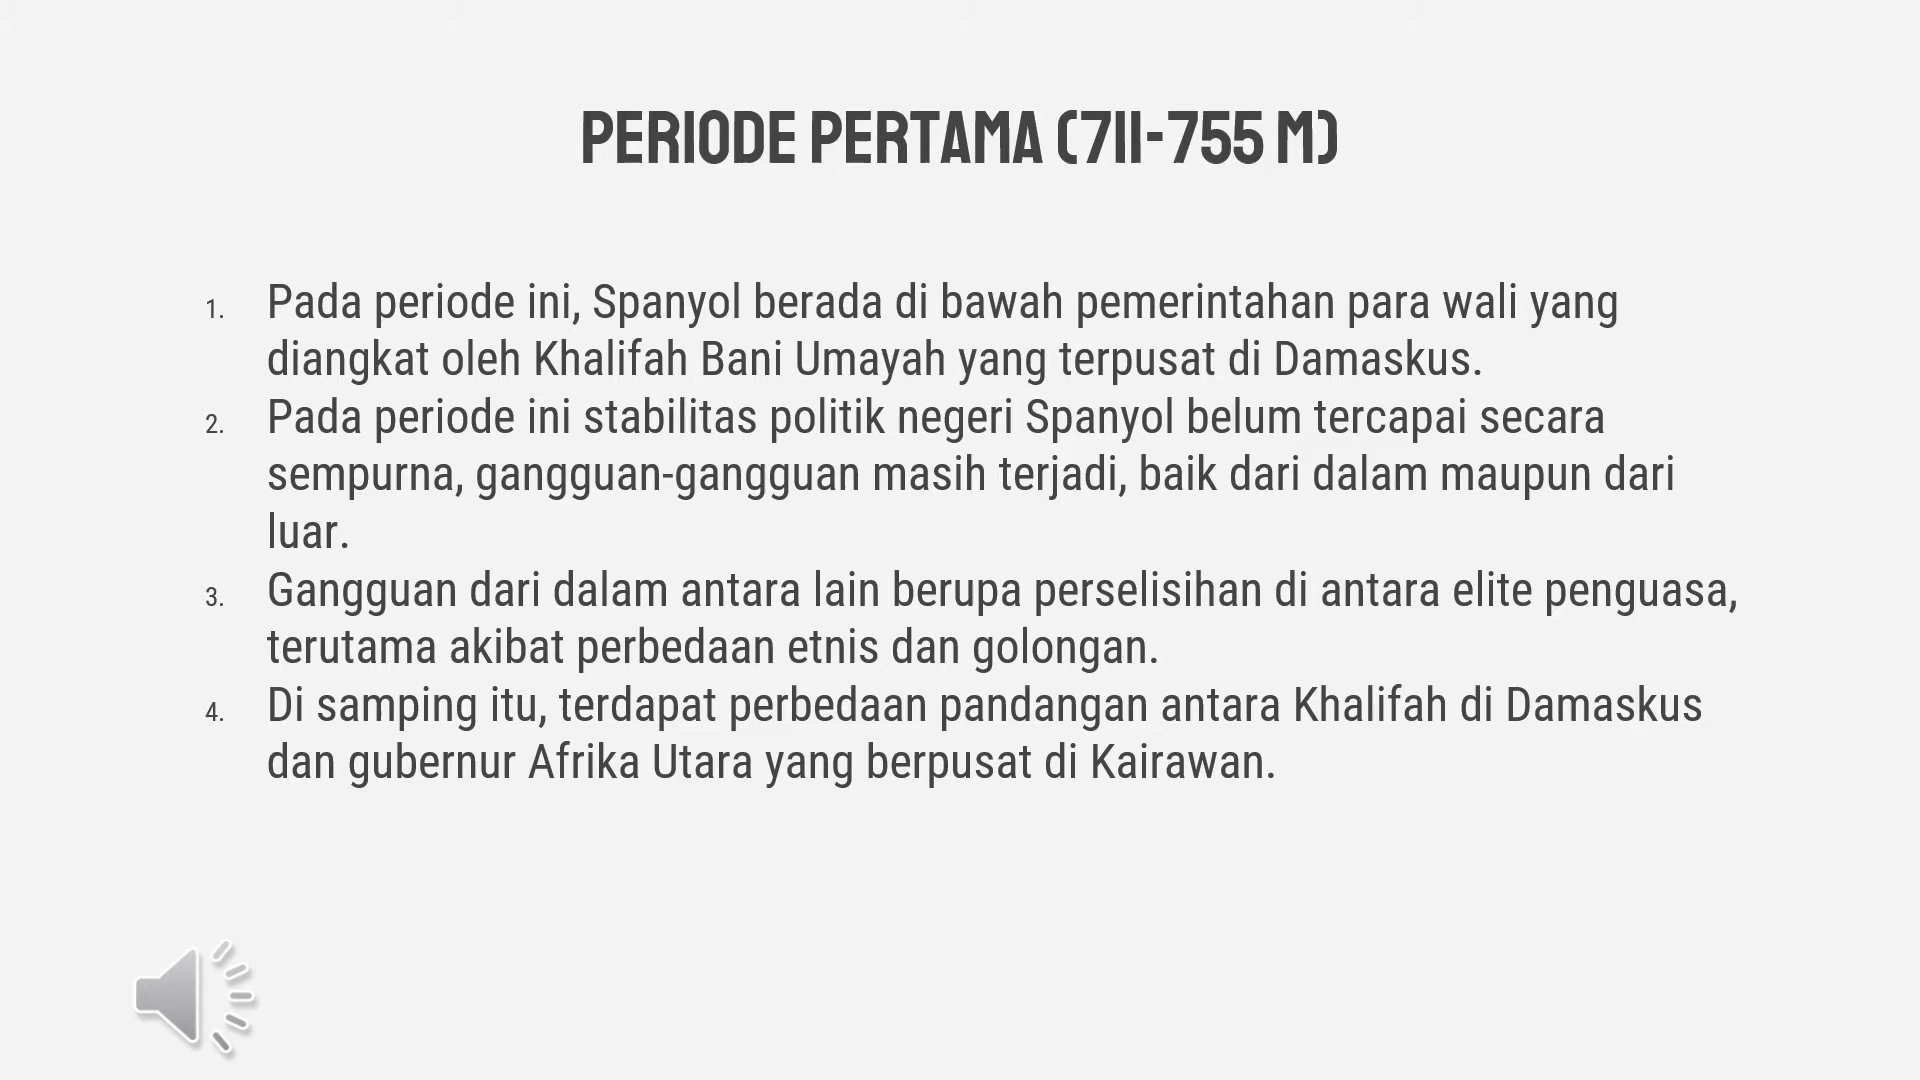 PERIODE PERTAMA (711-755 M)
1. Pada periode ini, Spanyol berada di bawah pemerintahan para wali yang
diangkat oleh Khalifah Bani Umayah yang terpusat di Damaskus.
2. Pada periode ini stabilitas politik negeri Spanyol belum tercapai secara
sempurna, gangguan-gangguan masih terjadi, baik dari dalam maupun dari
luar.
3. Gangguan dari dalam antara lain berupa perselisihan di antara elite penguasa,
terutama akibat perbedaan etnis dan golongan.
4. Di samping itu, terdapat perbedaan pandangan antara Khalifah di Damaskus
dan gubernur Afrika Utara yang berpusat di Kairawan.